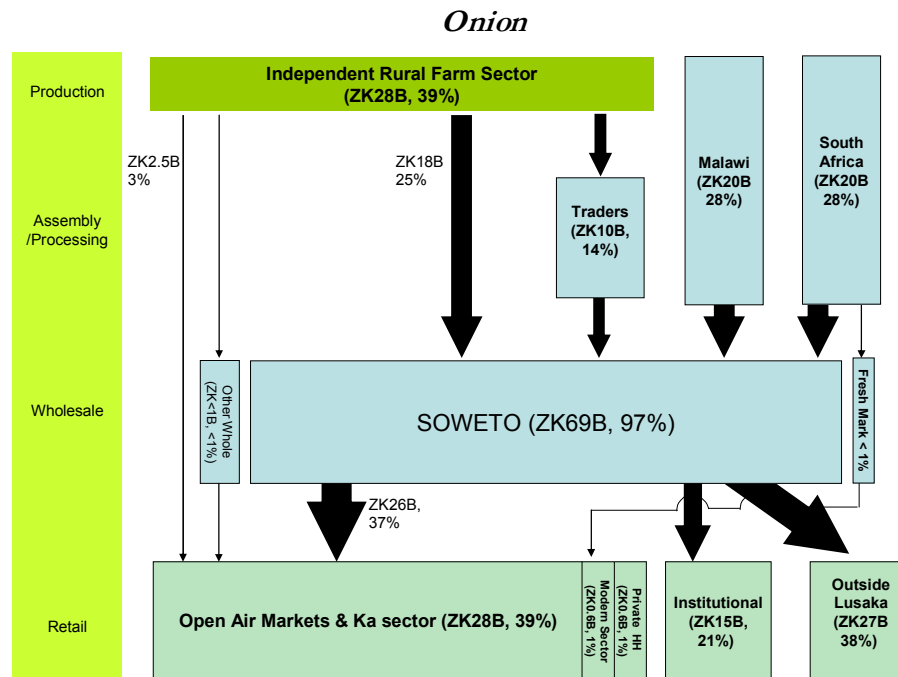 Onion
Production
Independent Rural Farm Sector
(ZK28B, 39%)
ZK2.5B
3%
ZK18B
25%
Malawi
(ZK20B
28%)
South
Africa
(ZK20B
28%)
Assembly
/Processing
Traders
(ZK10B,
14%)
Wholesale
Other Whole
(ZK<1B, <1%)
SOWETO (ZK69B, 97%)
Fresh Mark < 1%
ZK26B,
37%
Retail
Open Air Markets & Ka sector (ZK28B, 39%)
Modern Sector
(ZK0.6B, 1%)
Private HH
(ZK0.6B, 1%)
Institutional
(ZK15B,
21%)
Outside
Lusaka
(ZK27B
38%)